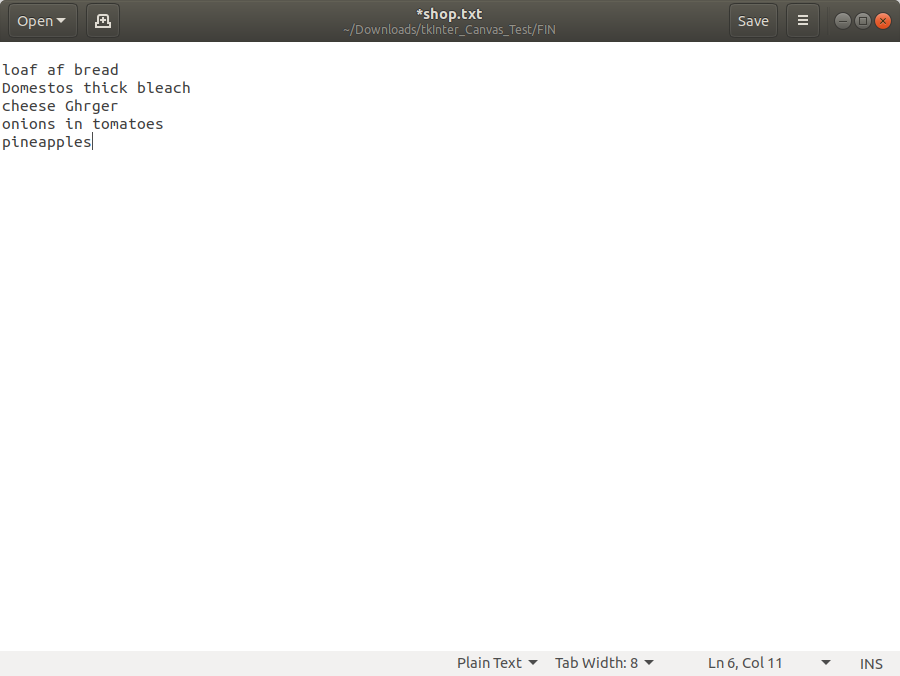 Open
*shop.txt
~/Downloads/tkInter_Canvas_Test/FIN
Save
loaf af bread
Domestos thick bleach
cheese Ghrger
onions in tomatoes
pineapples
Plain Text
Tab Width: 8
Ln 6, Col 11
INS